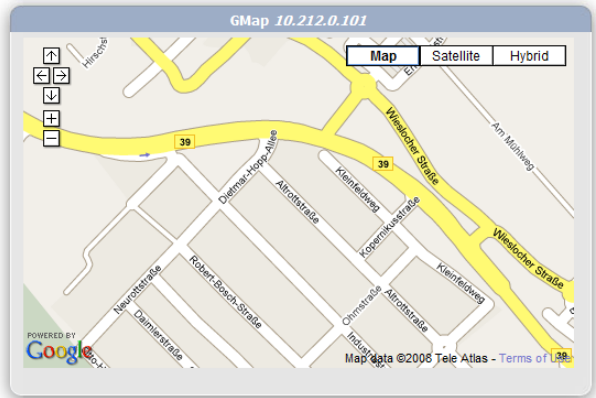 GMap 10.212.0.101
Map Satellite Hybrid
Hirschst
Am Mühlweg
Wieslocher Straße
39
Dietmar-Hopp-Allee
39
Kleinfeldweg
Altrottstraße
Kopernikusstraße
Wieslocher Straße
Kleinfeldweg
Neurottstraße
Robert-Bosch-Straße
Daimlerstraße
Ohmstraße
Altrottstraße
Industriest
POWERED BY
Google
Map data ©2008 Tele Atlas - Terms of Use
39